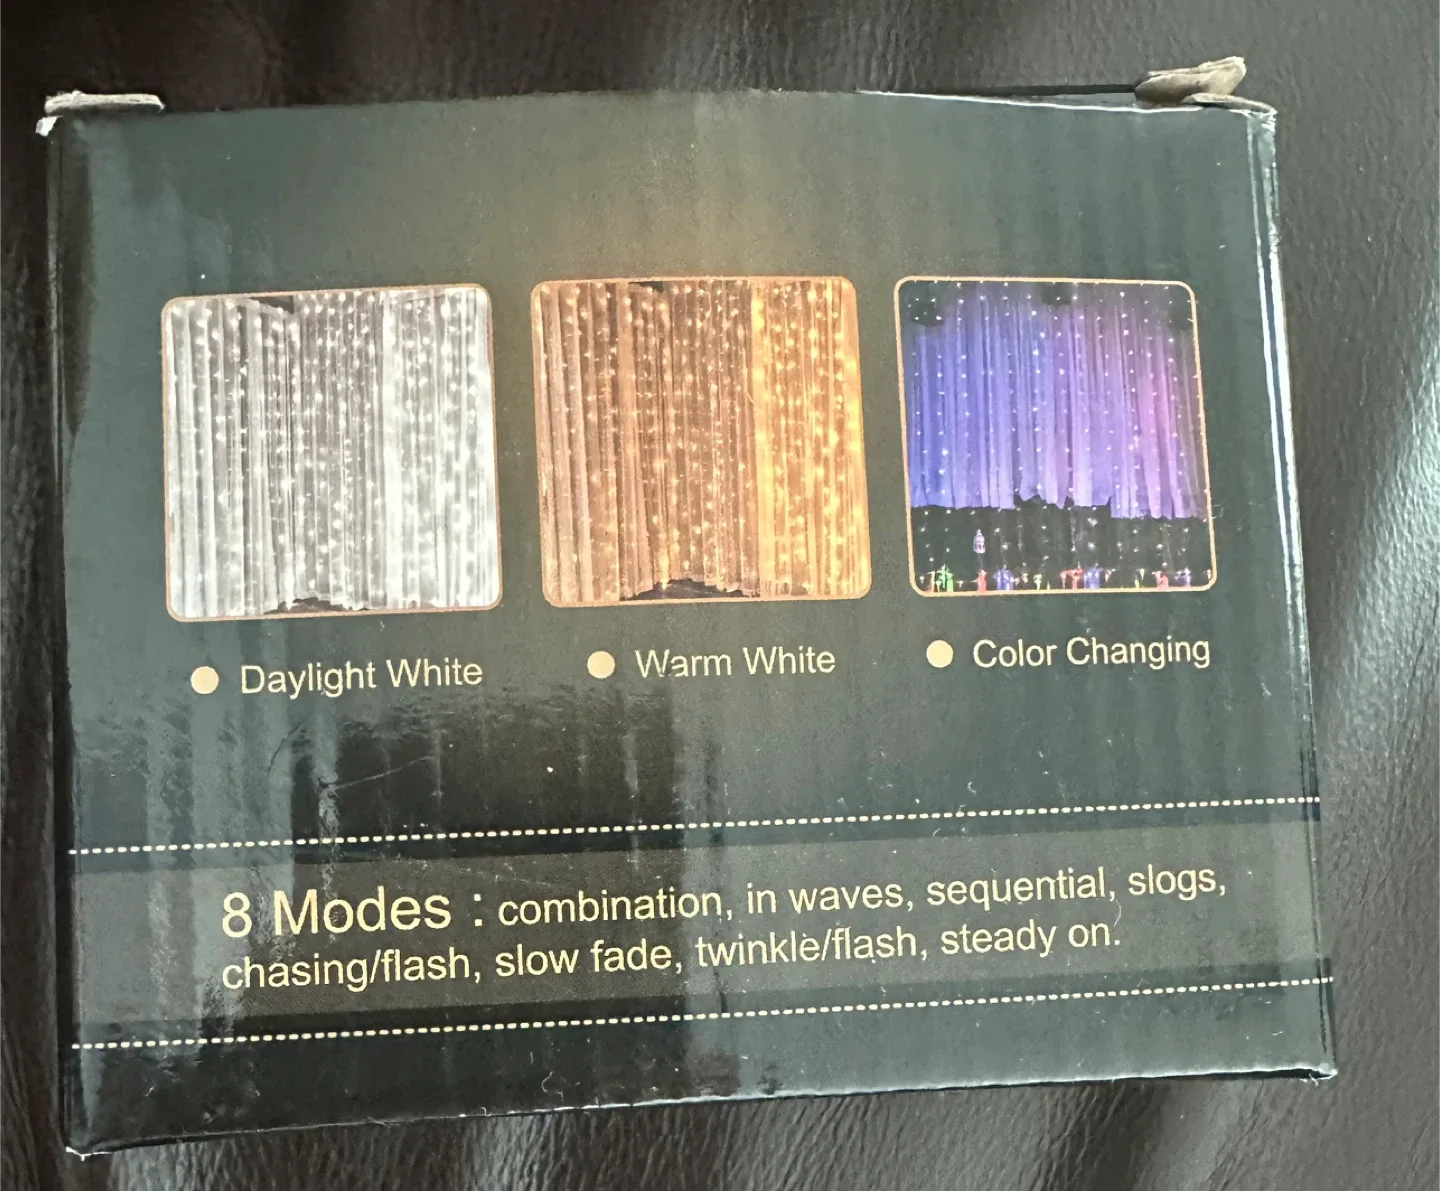 Daylight White
Warm White
Color Changing
8 Modes : combination, in waves, sequential, slogs,
chasing/flash, slow fade, twinkle/flash, steady on.